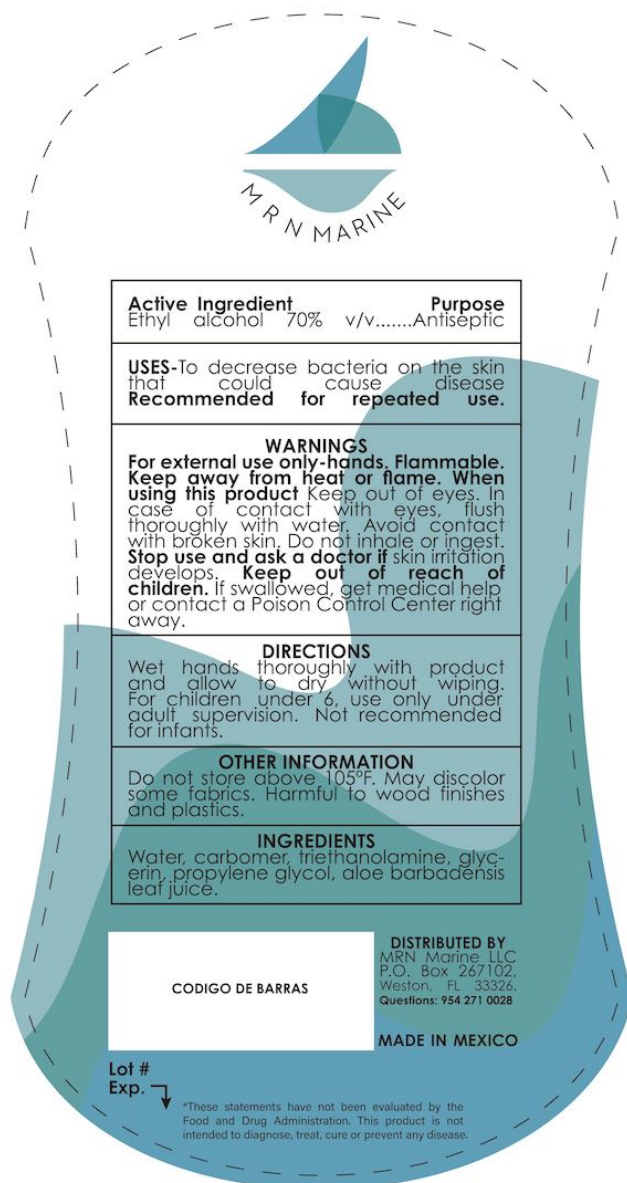 MRN MARINE
Active Ingredient Purpose
Ethyl alcohol 70% v/v.......Antiseptic
USES-To decrease bacteria on the skin
that could cause disease
Recommended for repeated use.
WARNINGS
For external use only-hands. Flammable.
Keep away from heat or flame. When
using this product Keep out of eyes. In
case of contact with eyes, flush
thoroughly with water. Avoid contact
with broken skin. Do not inhale or ingest.
Stop use and ask a doctor if skin irritation
develops. Keep out of reach of
children. If swallowed, get medical help
or contact a Poison Control Center right
away.
DIRECTIONS
Wet hands thoroughly with product
and allow to dry without wiping.
For children under 6, use only under
adult supervision. Not recommended
for infants.
OTHER INFORMATION
Do not store above 105°F. May discolor
some fabrics. Harmful to wood finishes
and plastics.
INGREDIENTS
Water, carbomer, triethanolamine, glyc-
erin, propylene glycol, aloe barbadensis
leaf juice.
CODIGO DE BARRAS
DISTRIBUTED BY
MRN Marine LLC
P.O. Box 267102,
Weston, FL 33326.
Questions: 954 271 0028
MADE IN MEXICO
Lot #
Exp.
*These statements have not been evaluated by the
Food and Drug Administration. This product is not
intended to diagnose, treat, cure or prevent any disease.